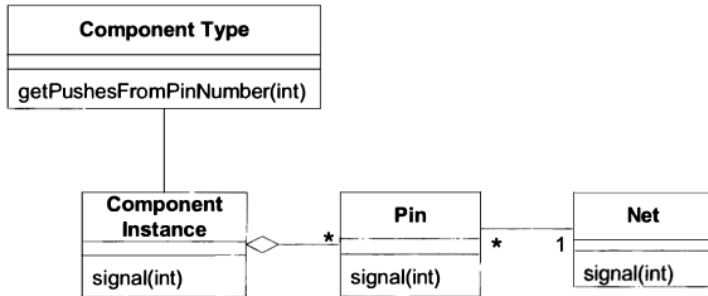 Component Type
getPushesFromPinNumber(int)
Component
Instance
signal(int)
*
Pin
signal(int)
*
1
Net
signal(int)